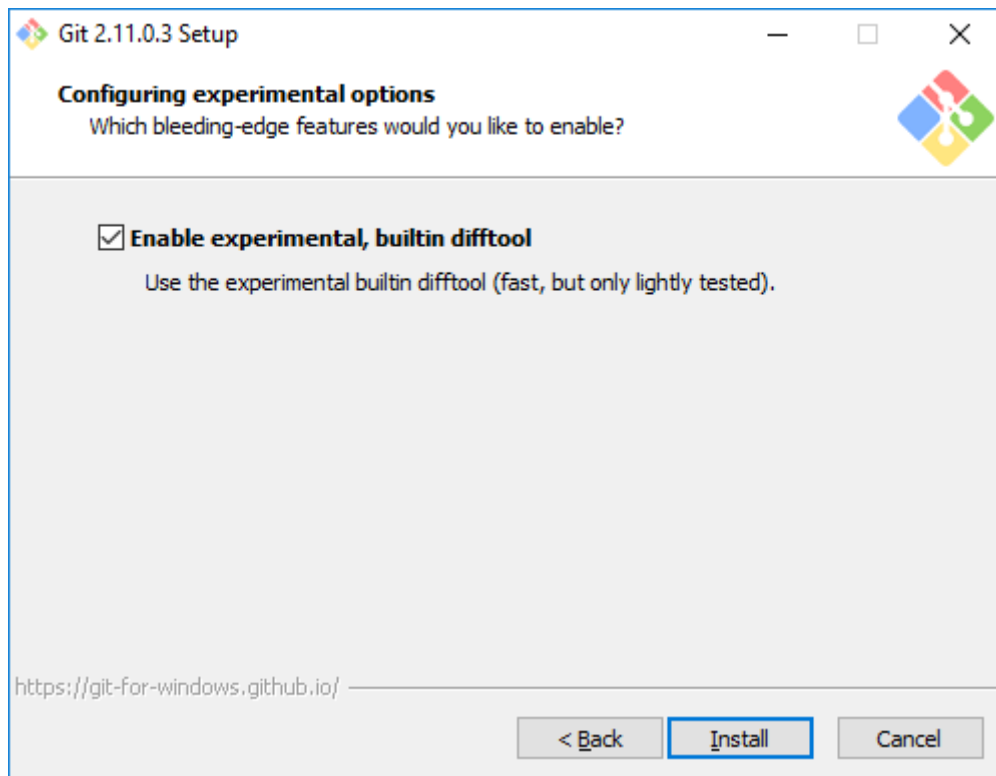 Git 2.11.0.3 Setup
Configuring experimental options
Which bleeding-edge features would you like to enable?
Enable experimental, builtin difftool
Use the experimental builtin difftool (fast, but only lightly tested).
https://git-for-windows.github.io/
< Back
Install
Cancel